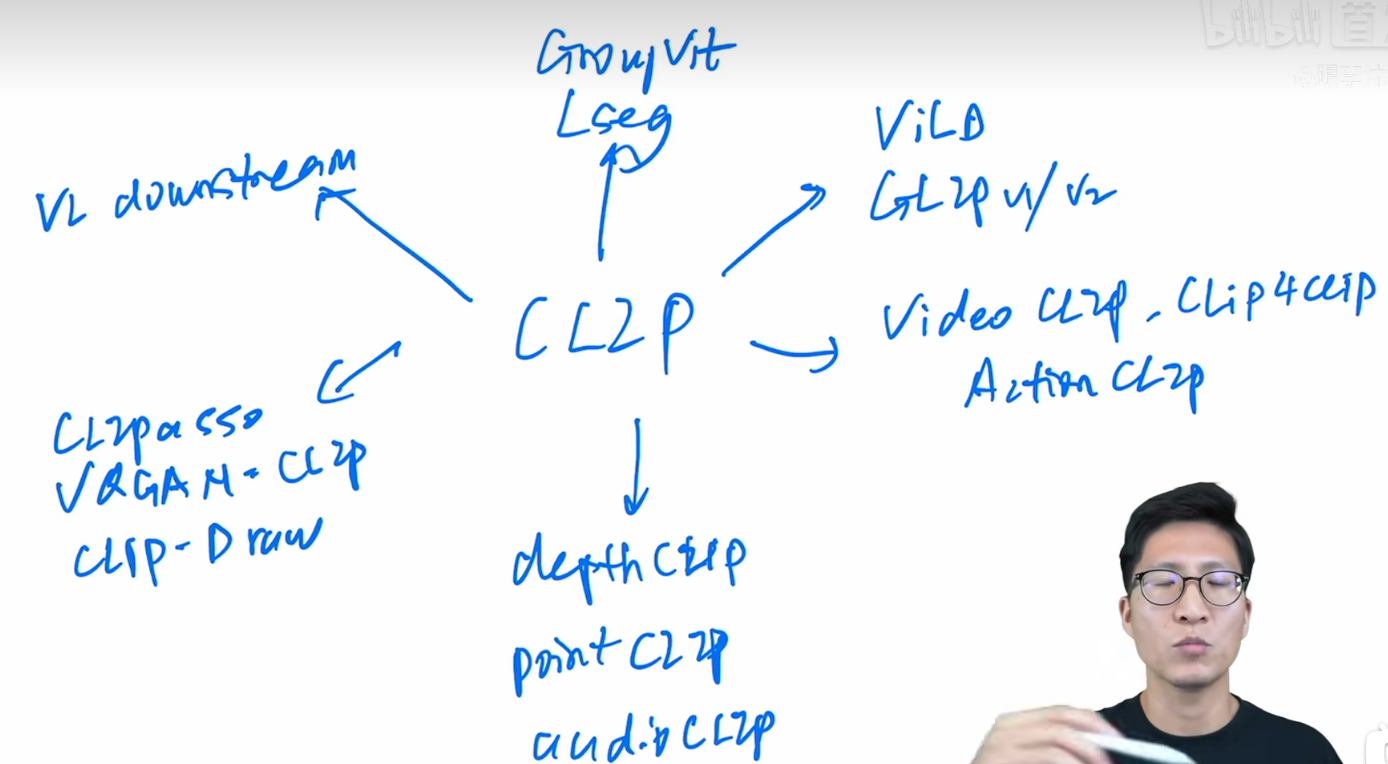 bilibili 首
GroupVit
Lseg
VL downstream
ViLD
GLIP v1/v2
CLIP
Video CLIP, CLip4clip
Action CLIP
CLIPasso
VQGAN-CLIP
CLIP-Draw
depth CLIP
point CLIP
audio CLIP